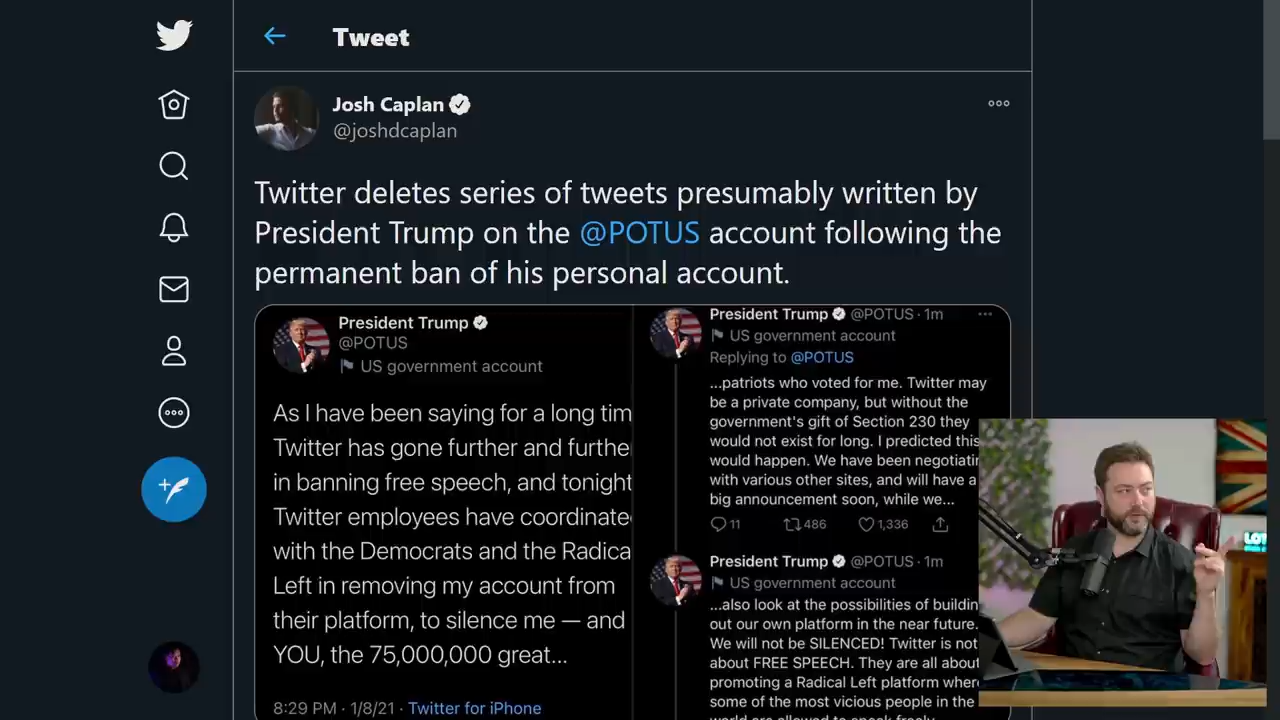 Tweet
Josh Caplan
@joshdcaplan
Twitter deletes series of tweets presumably written by
President Trump on the @POTUS account following the
permanent ban of his personal account.
President Trump
@POTUS
US government account
As I have been saying for a long tim
Twitter has gone further and furthe
in banning free speech, and tonight
Twitter employees have coordinate
with the Democrats and the Radica
Left in removing my account from
their platform, to silence me — and
YOU, the 75,000,000 great...
8:29 PM · 1/8/21 · Twitter for iPhone
President Trump @POTUS · 1m
US government account
Replying to @POTUS
...patriots who voted for me. Twitter may
be a private company, but without the
government's gift of Section 230 they
would not exist for long. I predicted this
would happen. We have been negotiatin
with various other sites, and will have a
big announcement soon, while we...
11 486 1,336
President Trump @POTUS · 1m
US government account
...also look at the possibilities of buildin
out our own platform in the near future.
We will not be SILENCED! Twitter is not
about FREE SPEECH. They are all about
promoting a Radical Left platform where
some of the most vicious people in the
world are allowed to speak freely
LOT